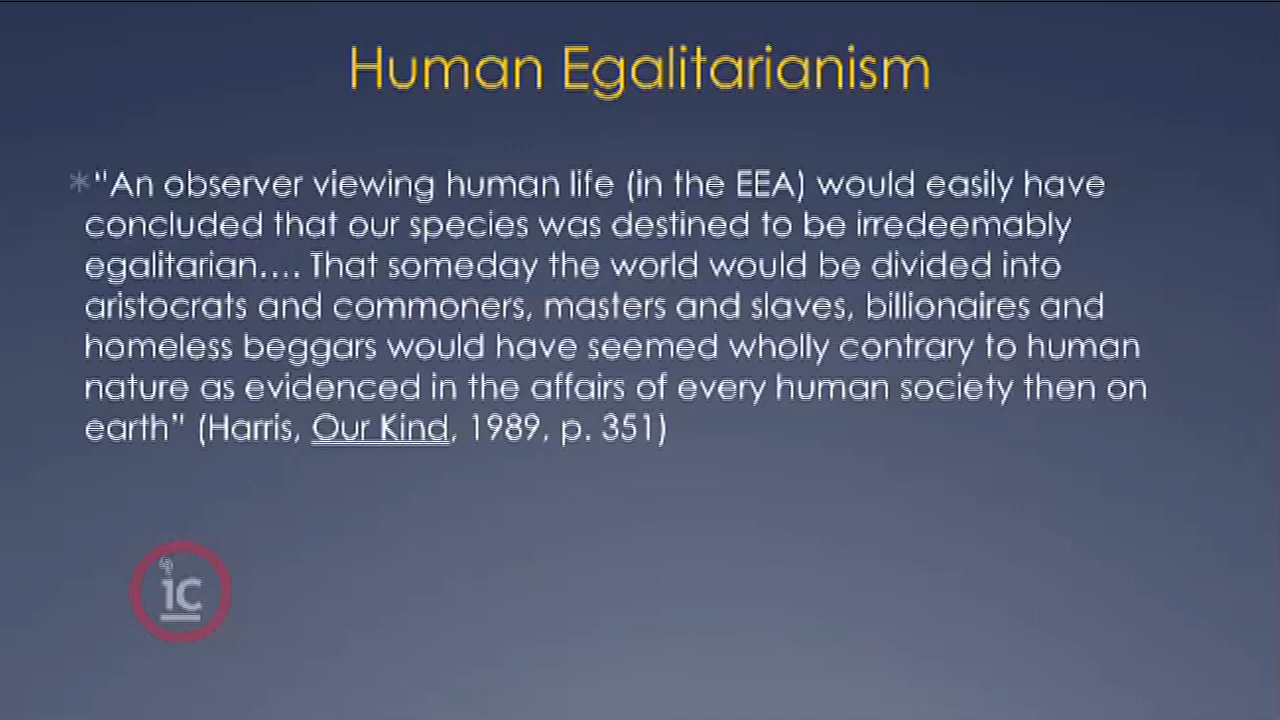 Human Egalitarianism
*"An observer viewing human life (in the EEA) would easily have
concluded that our species was destined to be irredeemably
egalitarian.... That someday the world would be divided into
aristocrats and commoners, masters and slaves, billionaires and
homeless beggars would have seemed wholly contrary to human
nature as evidenced in the affairs of every human society then on
earth" (Harris, Our Kind, 1989, p. 351)
1C